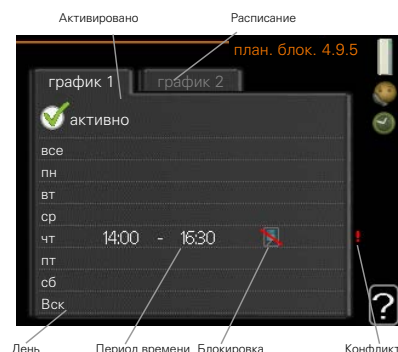 Активировано
Расписание
план. блок. 4.9.5
график 1
график 2
активно
все
пн
вт
ср
чт 14:00 - 16:30 !
пт
сб
Вск
?
День
Период времени
Блокировка
Конфликт